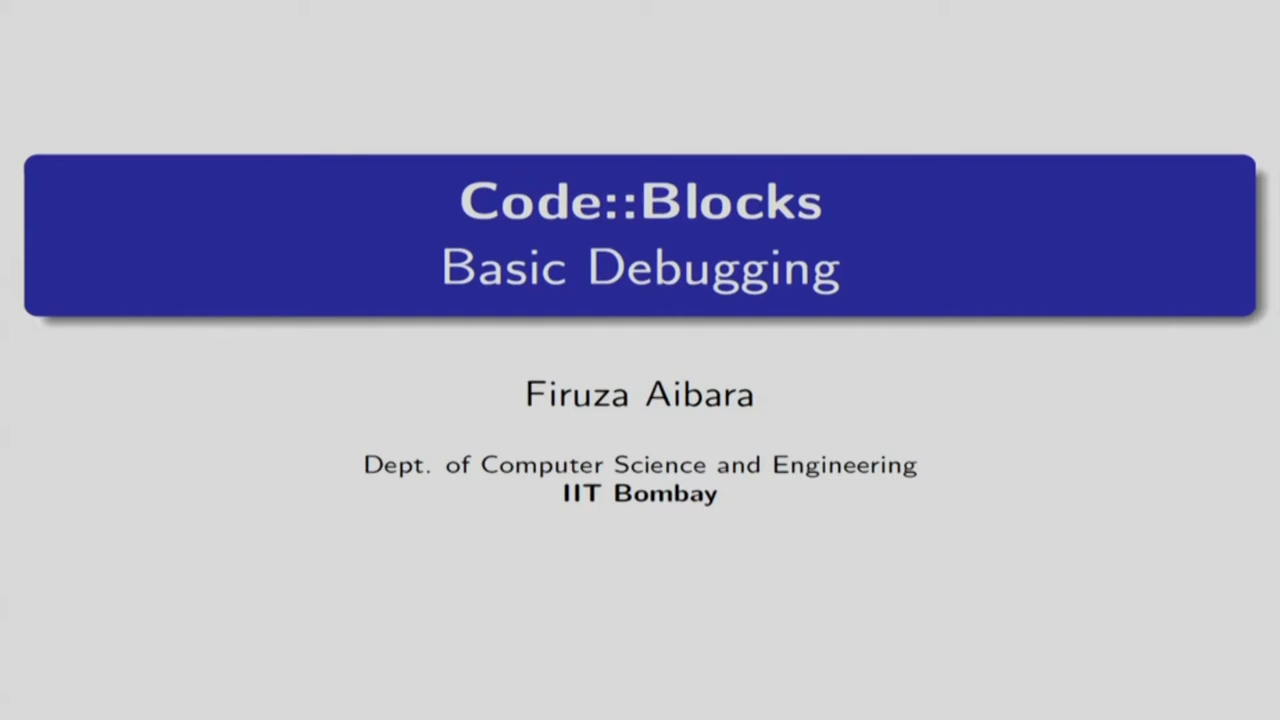 Code::Blocks
Basic Debugging
Firuza Aibara
Dept. of Computer Science and Engineering
IIT Bombay